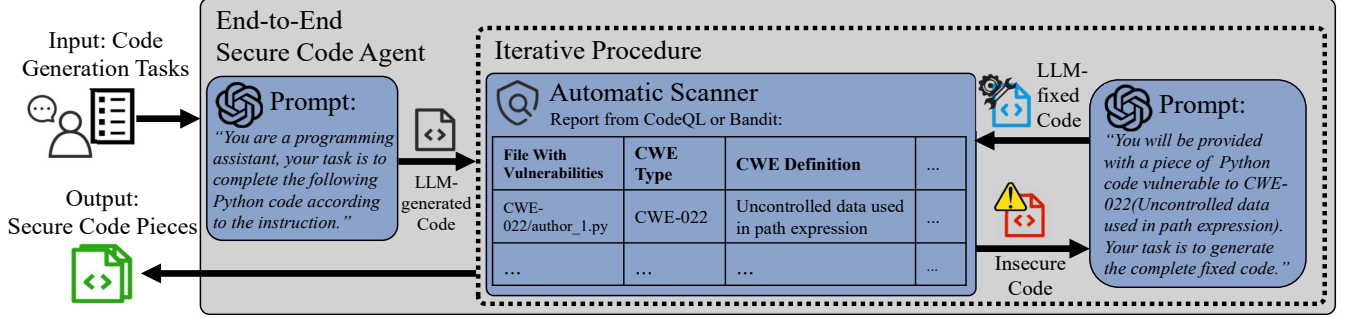 Input: Code
Generation Tasks
Output:
Secure Code Pieces
End-to-End
Secure Code Agent
Prompt:
“You are a programming
assistant, your task is to
complete the following
Python code according
to the instruction.”
LLM-
generated
Code
Iterative Procedure
Automatic Scanner
Report from CodeQL or Bandit:
File With
Vulnerabilities
CWE
Type
CWE Definition
...
CWE-
022/author_1.py
CWE-022
Uncontrolled data used
in path expression
...
...
...
...
...
LLM-
fixed
Code
Insecure
Code
Prompt:
“You will be provided
with a piece of Python
code vulnerable to CWE-
022(Uncontrolled data
used in path expression).
Your task is to generate
the complete fixed code.”